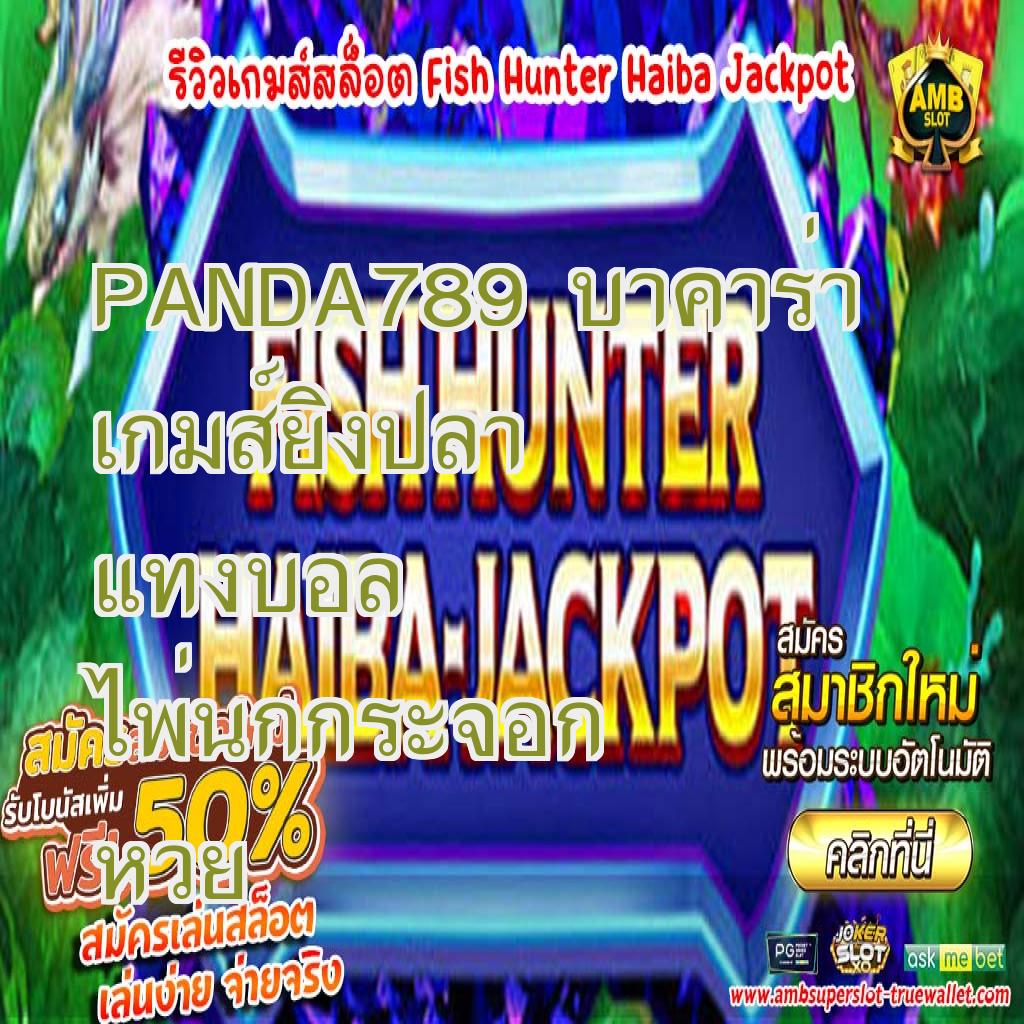 รีวิวเกมส์สล็อต Fish Hunter Haiba Jackpot
AMB
SLOT
PANDA789 บาคาร่า
FISH HUNTER
เกมส์ยิงปลา
แทงบอล
HAIBA JACKPOT
ไพ่นกกระจอก
หวย
สมัคร
สมาชิกใหม่
พร้อมระบบอัตโนมัติ
คลิกที่นี่
รับโบนัสเพิ่ม
ฟรี 50%
สมัครเล่นสล็อต
เล่นง่าย จ่ายจริง
PG
JOKER
SLOT
XO
ask me bet
www.ambsuperslot-truewallet.com